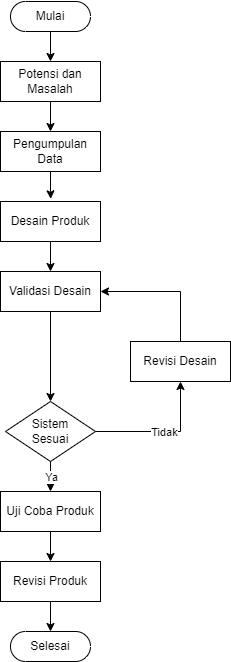 Mulai
Potensi dan
Masalah
Pengumpulan
Data
Desain Produk
Validasi Desain
Revisi Desain
Sistem
Sesuai
Tidak
Ya
Uji Coba Produk
Revisi Produk
Selesai